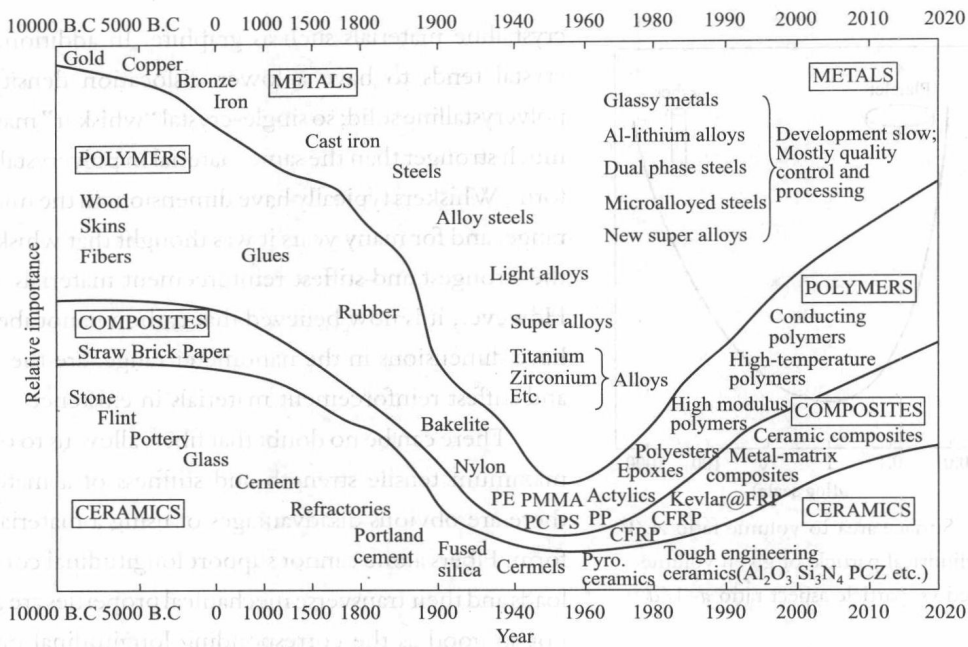 10000 B.C 5000 B.C 0 1000 1500 1800 1900 1940 1960 1980 1990 2000 2010 2020
Gold
Copper
Bronze
Iron
METALS
METALS
Cast iron
Steels
Alloy steels
Light alloys
Super alloys
Titanium
Zirconium
Etc.
Alloys
Glassy metals
Al-lithium alloys
Dual phase steels
Microalloyed steels
New super alloys
Development slow;
Mostly quality
control and
processing
POLYMERS
Wood
Skins
Fibers
Glues
Rubber
Bakelite
Nylon
PE PMMA Actylics
PC PS PP
POLYMERS
Conducting
polymers
High-temperature
polymers
High modulus
polymers
Polyesters
Epoxies
COMPOSITES
Straw Brick Paper
COMPOSITES
Ceramic composites
Metal-matrix
composites
Kevlar@FRP
CFRP
CFRP
Stone
Flint
Pottery
Glass
Cement
CERAMICS
Refractories
Portland
cement
Fused
silica
Cermels
Pyro.
ceramics
CERAMICS
Tough engineering
ceramics(Al₂O₃ Si₃N₄ PCZ etc.)
Relative importance
10000 B.C 5000 B.C 0 1000 1500 1800 1900 1940 1960 1980 1990 2000 2010 2020
Year